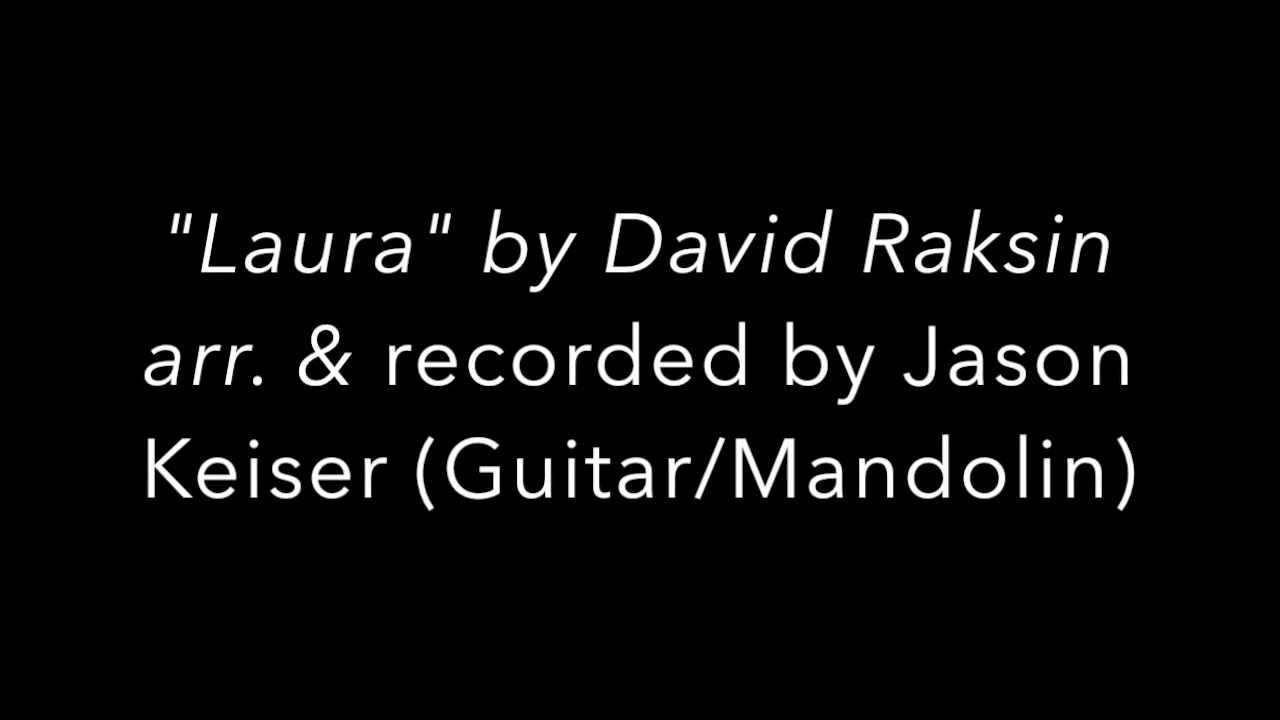 "Laura" by David Raksin
arr. & recorded by Jason
Keiser (Guitar/Mandolin)